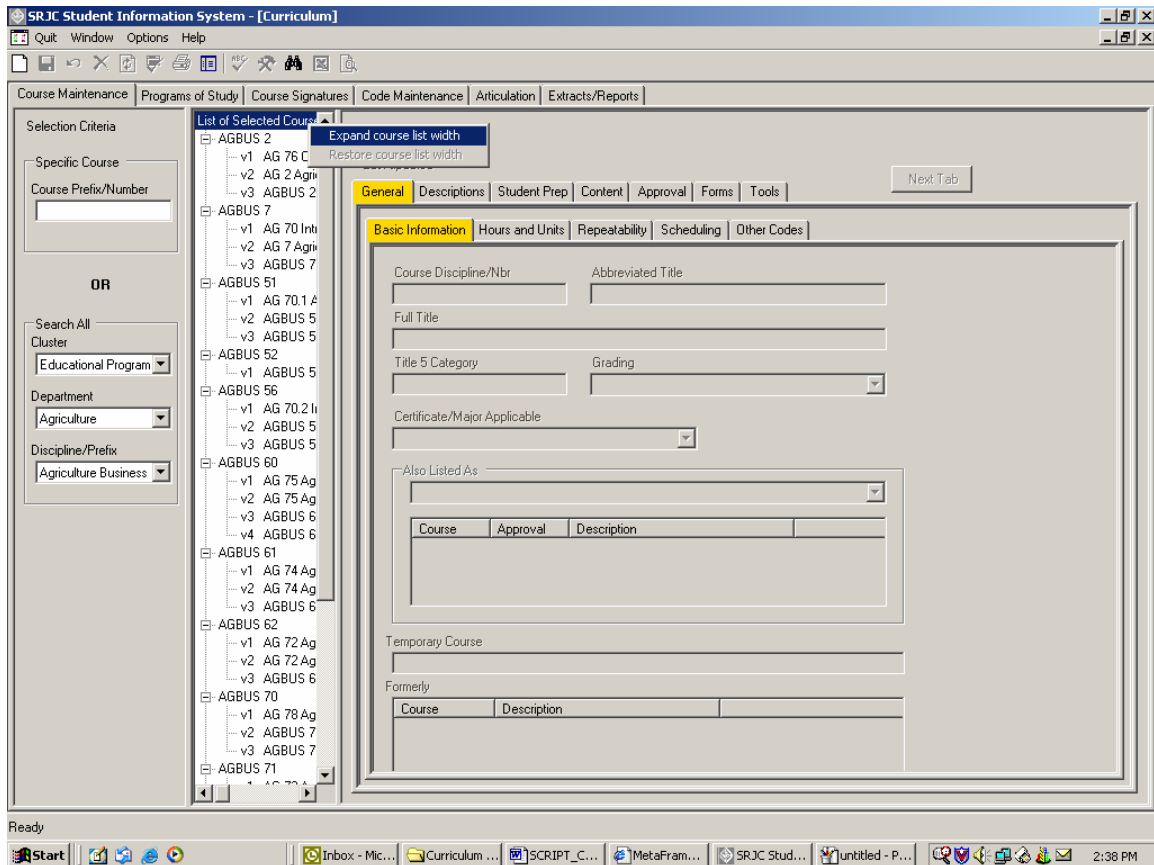 SRJC Student Information System - [Curriculum]
Quit Window Options Help
Course Maintenance Programs of Study Course Signatures Code Maintenance Articulation Extracts/Reports
Selection Criteria
Specific Course
Course Prefix/Number
OR
Search All
Cluster
Educational Program
Department
Agriculture
Discipline/Prefix
Agriculture Business
List of Selected Course
AGBUS 2
v1 AG 76
v2 AG 2 Agri
v3 AGBUS 2
AGBUS 7
v1 AG 70 Intr
v2 AG 7 Agri
v3 AGBUS 7
AGBUS 51
v1 AG 70.1 A
v2 AGBUS 5
v3 AGBUS 5
AGBUS 52
v1 AGBUS 5
AGBUS 56
v1 AG 70.2 I
v2 AGBUS 5
v3 AGBUS 5
AGBUS 60
v1 AG 75 Ag
v2 AG 75 Ag
v3 AGBUS 6
v4 AGBUS 6
AGBUS 61
v1 AG 74 Ag
v2 AG 74 Ag
v3 AGBUS 6
AGBUS 62
v1 AG 72 Ag
v2 AG 72 Ag
v3 AGBUS 6
AGBUS 70
v1 AG 78 Ag
v2 AGBUS 7
v3 AGBUS 7
AGBUS 71
Expand course list width
Restore course list width
Next Tab
General Descriptions Student Prep Content Approval Forms Tools
Basic Information Hours and Units Repeatability Scheduling Other Codes
Course Discipline/Nbr Abbreviated Title
Full Title
Title 5 Category Grading
Certificate/Major Applicable
Also Listed As
Course Approval Description
Temporary Course
Formerly
Course Description
Ready
Start Inbox - Mic... Curriculum ... SCRIPT_C... MetaFram... SRJC Stud... untitled - P... 2:38 PM